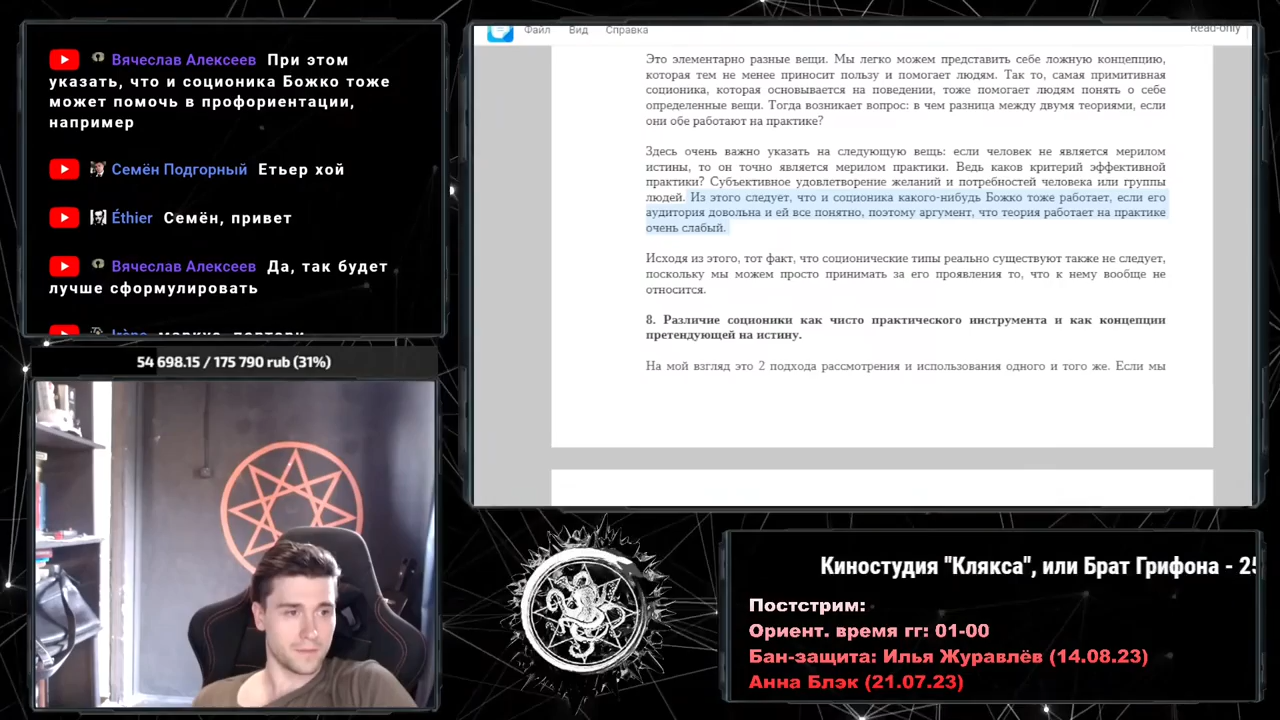 Вячеслав Алексеев При этом
указать, что и соционика Божко тоже
может помочь в профориентации,
например
Семён Подгорный Етьер хой
Éthier Семён, привет
Вячеслав Алексеев Да, так будет
лучше сформулировать
54 698.15 / 175 790 rub (31%)
Файл Вид Справка Read-only
Это элементарно разные вещи. Мы легко можем представить себе ложную концепцию,
которая тем не менее приносит пользу и помогает людям. Так то, самая примитивная
соционика, которая основывается на поведении, тоже помогает людям понять о себе
определенные вещи. Тогда возникает вопрос: в чем разница между двумя теориями, если
они обе работают на практике?
Здесь очень важно указать на следующую вещь: если человек не является мерилом
истины, то он точно является мерилом практики. Ведь каков критерий эффективной
практики? Субъективное удовлетворение желаний и потребностей человека или группы
людей. Из этого следует, что и соционика какого-нибудь Божко тоже работает, если его
аудитория довольна и ей все понятно, поэтому аргумент, что теория работает на практике
очень слабый.
Исходя из этого, тот факт, что соционические типы реально существуют также не следует,
поскольку мы можем просто принимать за его проявления то, что к нему вообще не
относится.
8. Различие соционики как чисто практического инструмента и как концепции
претендующей на истину.
На мой взгляд это 2 подхода рассмотрения и использования одного и того же. Если мы
Киностудия "Клякса", или Брат Грифона - 25
Постстрим:
Ориент. время гг: 01-00
Бан-защита: Илья Журавлёв (14.08.23)
Анна Блэк (21.07.23)